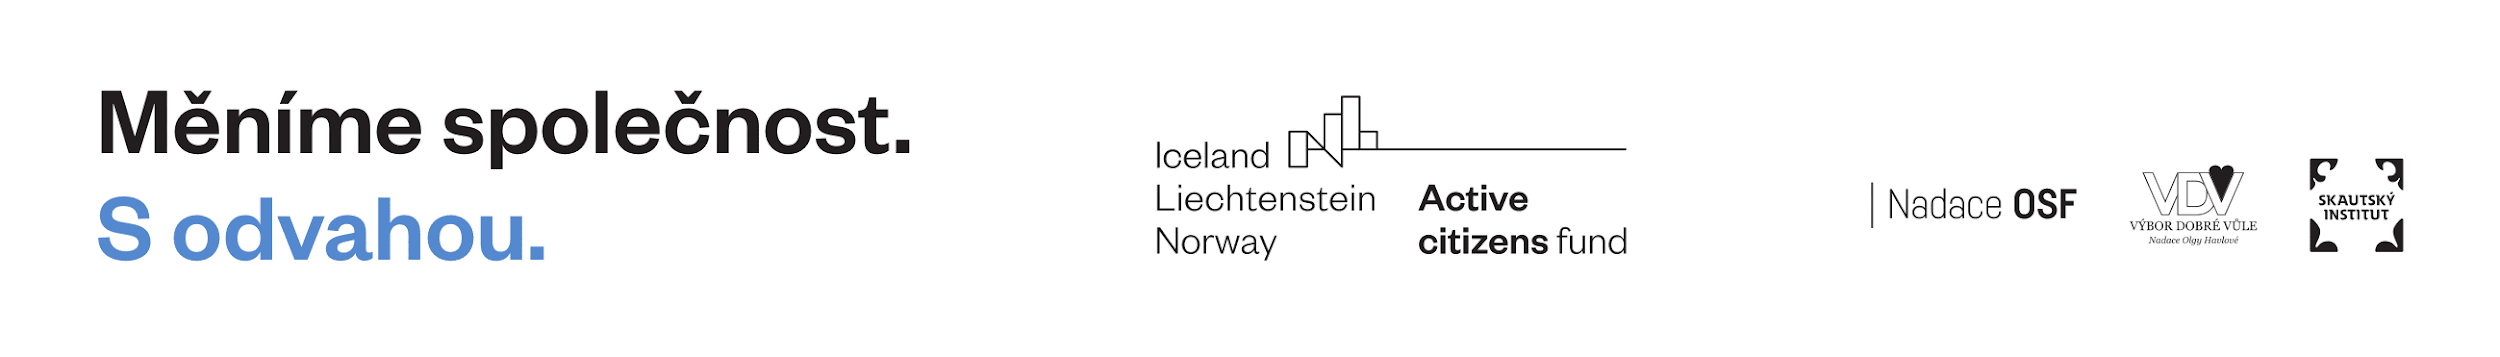 Měníme společnost.
S odvahou.
Iceland
Liechtenstein
Norway
Active
citizens fund
Nadace OSF
VDV
VÝBOR DOBRÉ VŮLE
Nadace Olgy Havlové
SKAUTSKÝ
INSTITUT